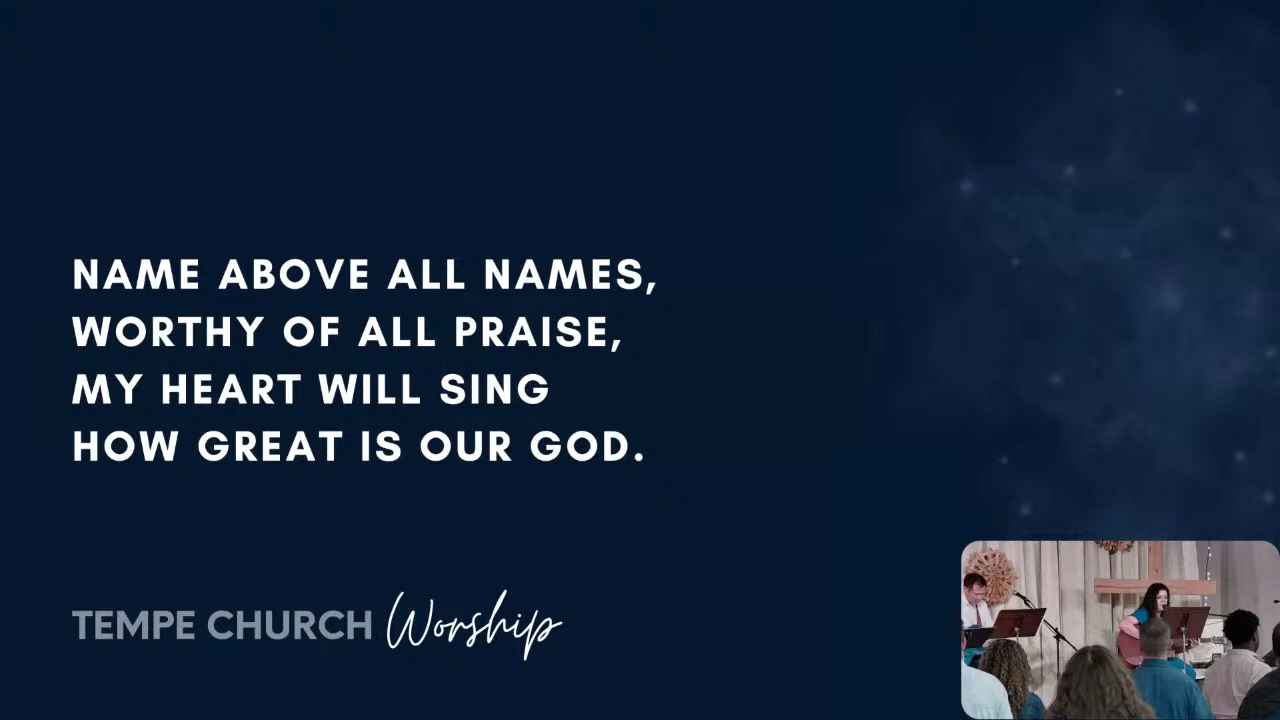 NAME ABOVE ALL NAMES,
WORTHY OF ALL PRAISE,
MY HEART WILL SING
HOW GREAT IS OUR GOD.
TEMPE CHURCH Worship